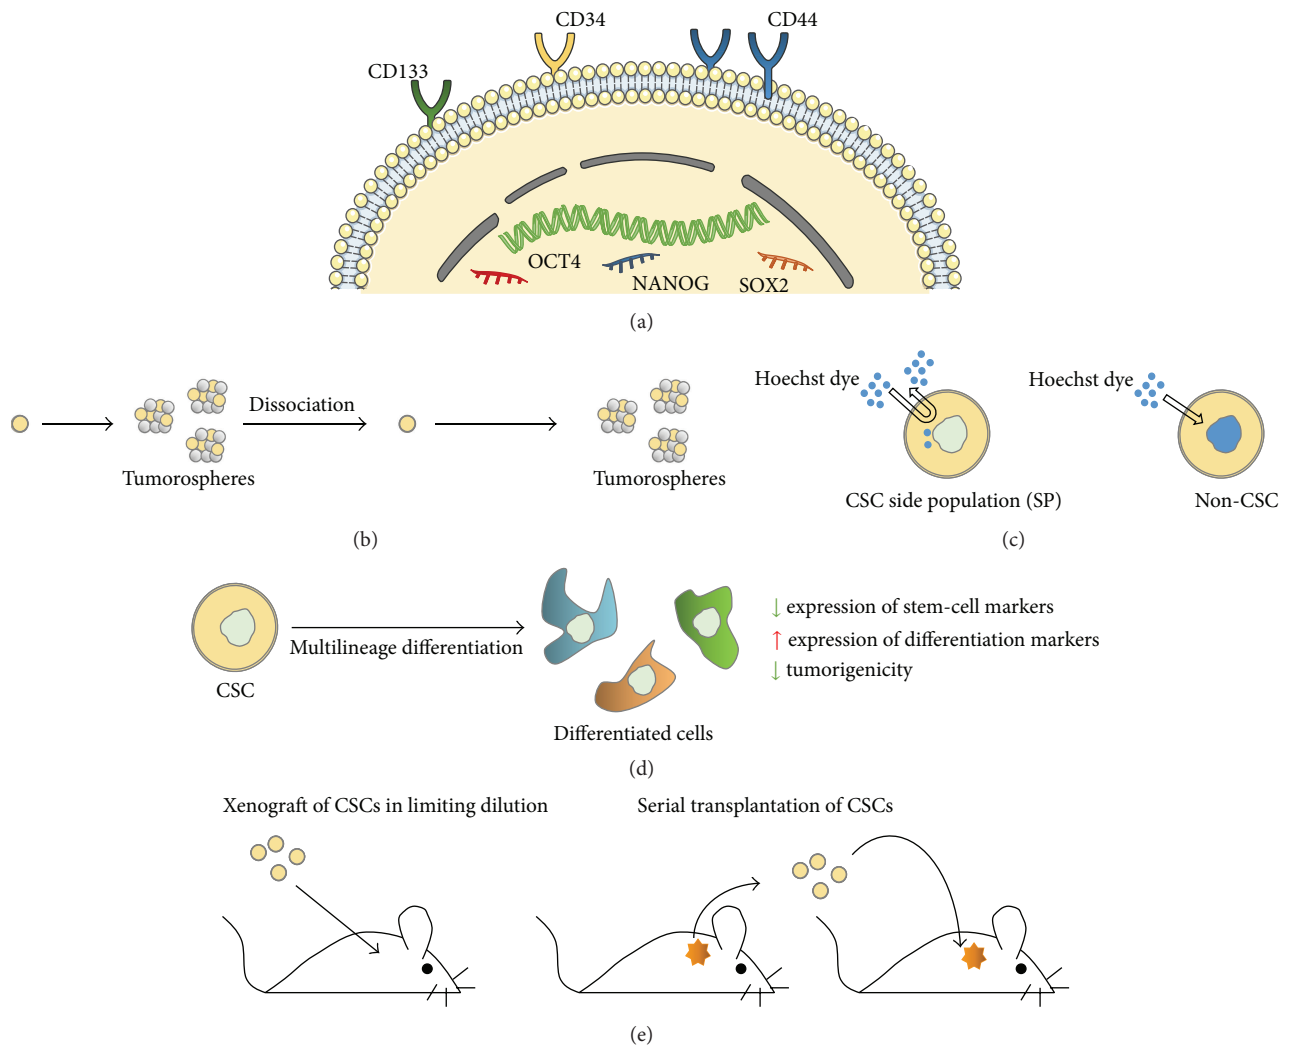 CD34
CD44
CD133
OCT4
NANOG
SOX2
(a)
Dissociation
Tumorospheres
Tumorospheres
(b)
Hoechst dye
Hoechst dye
CSC side population (SP)
Non-CSC
(c)
Multilineage differentiation
CSC
Differentiated cells
↓ expression of stem-cell markers
↑ expression of differentiation markers
↓ tumorigenicity
(d)
Xenograft of CSCs in limiting dilution
Serial transplantation of CSCs
(e)